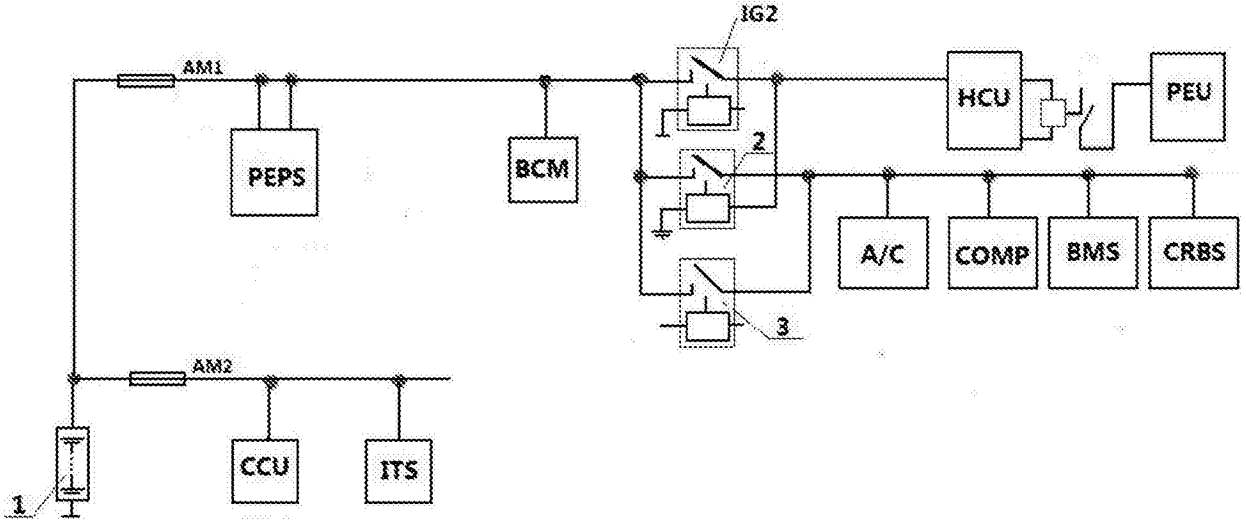 IG2
AM1
HCU
PEU
PEPS
BCM
2
A/C
COMP
BMS
CRBS
3
AM2
CCU
ITS
1